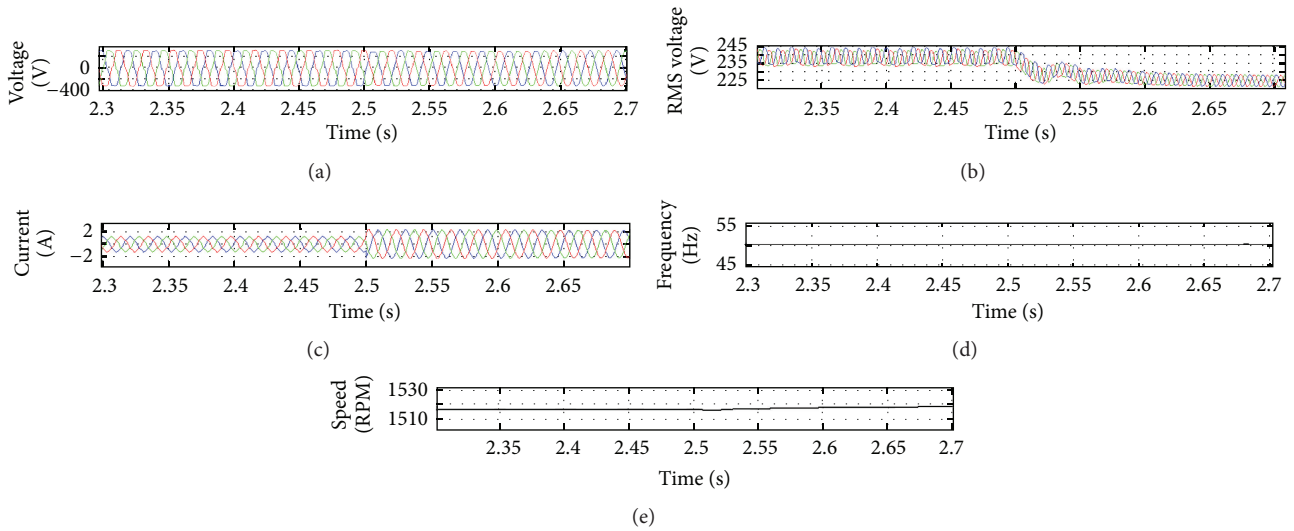 Voltage
(V)
0
−400
2.3 2.35 2.4 2.45 2.5 2.55 2.6 2.65 2.7
Time (s)
(a)
RMS voltage
(V)
245
235
225
2.35 2.4 2.45 2.5 2.55 2.6 2.65 2.7
Time (s)
(b)
Current
(A)
2
−2
2.3 2.35 2.4 2.45 2.5 2.55 2.6 2.65
Time (s)
(c)
Frequency
(Hz)
55
45
2.3 2.35 2.4 2.45 2.5 2.55 2.6 2.65 2.7
Time (s)
(d)
Speed
(RPM)
1530
1510
2.35 2.4 2.45 2.5 2.55 2.6 2.65 2.7
Time (s)
(e)